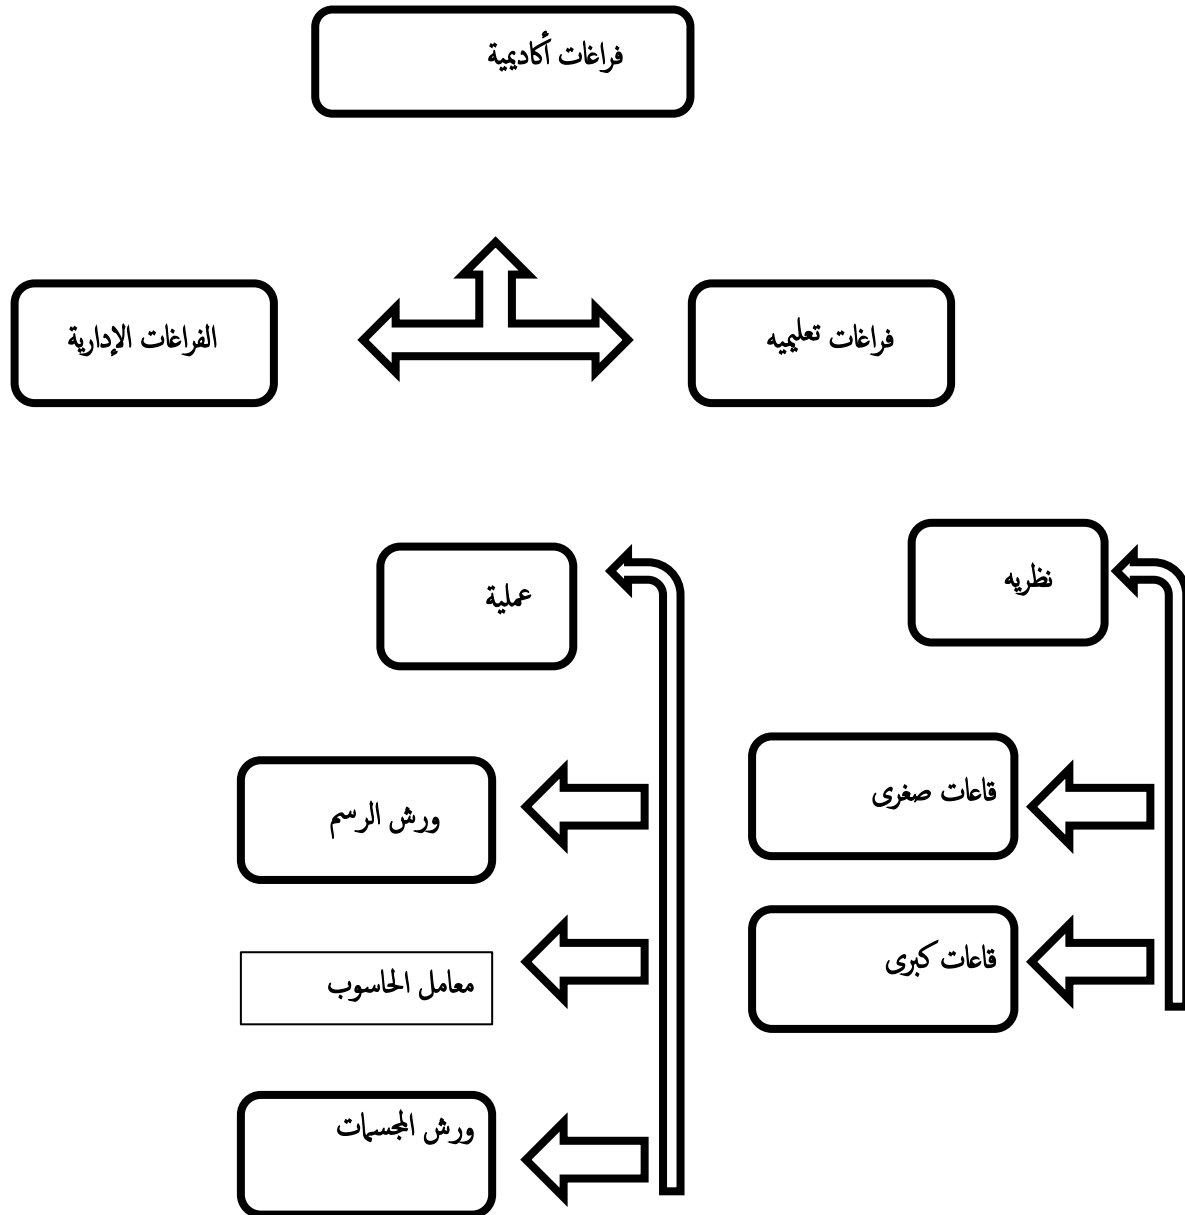 فراغات أكاديمية
فراغات تعليميه
الفراغات الإدارية
نظريه
عملية
قاعات صغرى
ورش الرسم
قاعات كبرى
معامل الحاسوب
ورش المجسمات